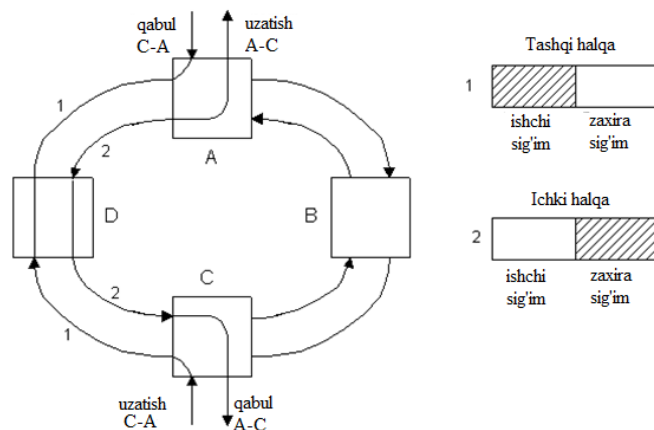 qabul
C-A
uzatish
A-C
1
2
A
D
B
C
2
1
uzatish
C-A
qabul
A-C
Tashqi halqa
1
ishchi
sig'im
zaxira
sig'im
Ichki halqa
2
ishchi
sig'im
zaxira
sig'im